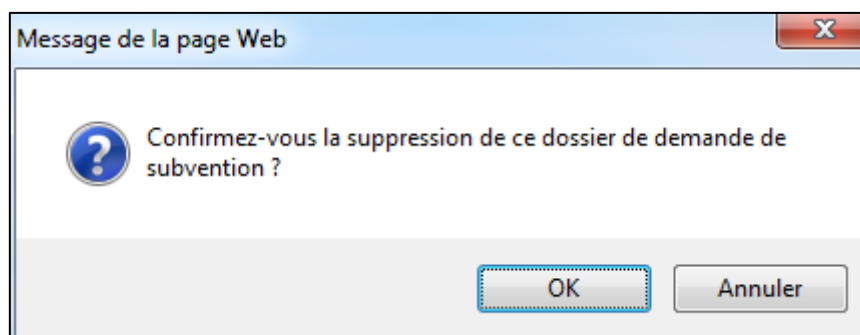 Message de la page Web
X
Confirmez-vous la suppression de ce dossier de demande de
subvention ?
OK
Annuler